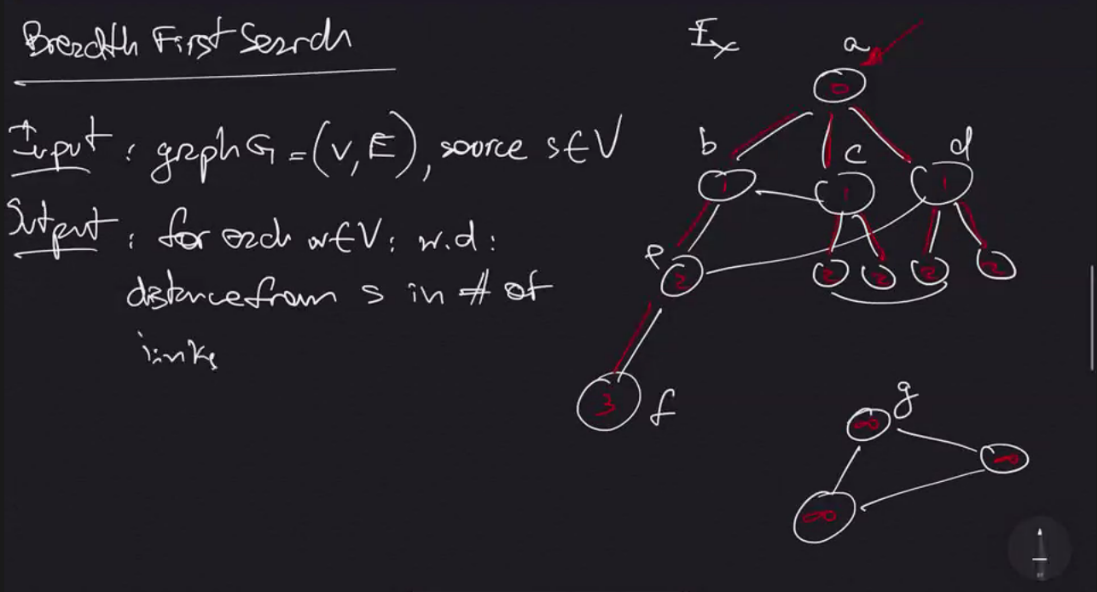 Breadth First Search
Input: graph G = (V, E), source s ∈ V
Output: for each v ∈ V: v.d:
distance from s in # of
links
Ex
a
0
b
c
d
1
1
1
e
2
2
2
2
2
3
f
g
∞
∞
∞